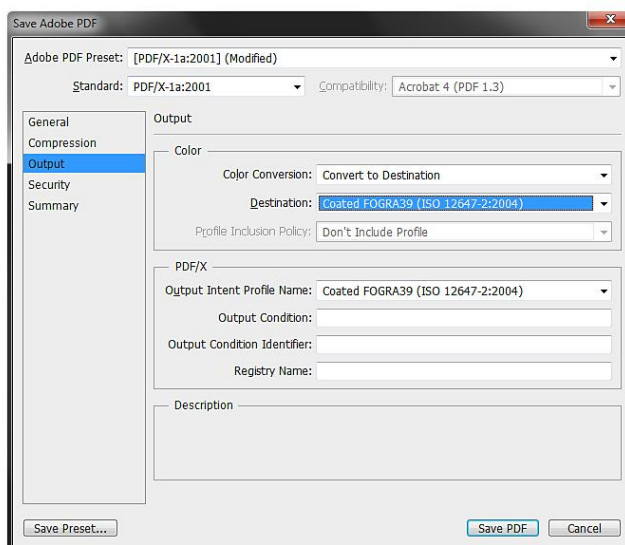 Save Adobe PDF
Adobe PDF Preset: [PDF/X-1a:2001] (Modified)
Standard: PDF/X-1a:2001 Compatibility: Acrobat 4 (PDF 1.3)
General
Compression
Output
Security
Summary
Output
Color
Color Conversion: Convert to Destination
Destination: Coated FOGRA39 (ISO 12647-2:2004)
Profile Inclusion Policy: Don't Include Profile
PDF/X
Output Intent Profile Name: Coated FOGRA39 (ISO 12647-2:2004)
Output Condition:
Output Condition Identifier:
Registry Name:
Description
Save Preset... Save PDF Cancel